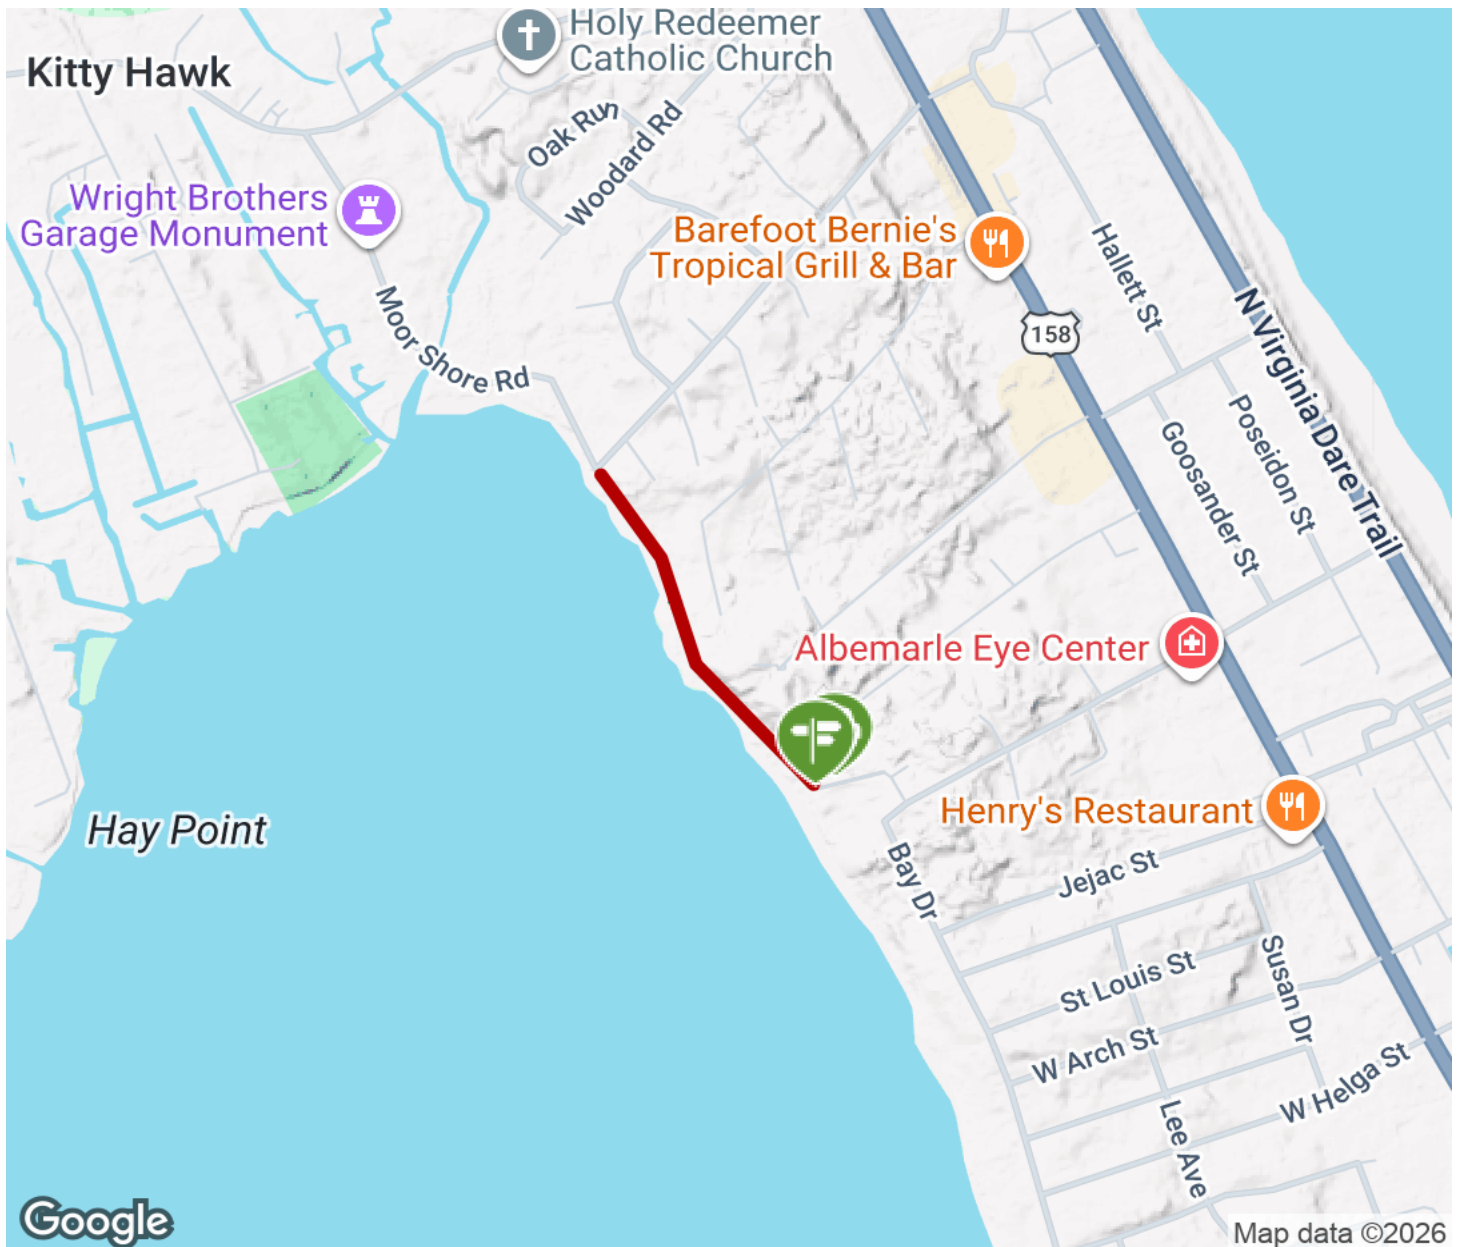 Holy Redeemer
Catholic Church
Kitty Hawk
Oak Run
Woodard Rd
Wright Brothers
Garage Monument
Barefoot Bernie's
Tropical Grill & Bar
Hallett St
158
N Virginia Dare Trail
Moor Shore Rd
Poseidon St
Goosander St
Albemarle Eye Center
Henry's Restaurant
Hay Point
Bay Dr
Jejac St
St Louis St
Susan Dr
W Arch St
W Helga St
Lee Ave
Google
Map data ©2026